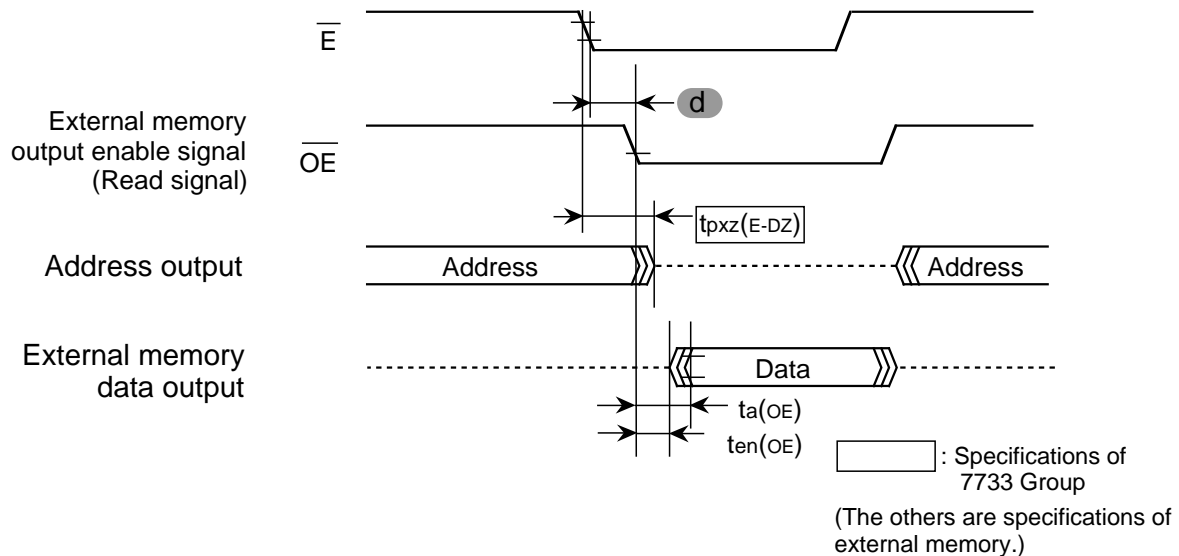 E
d
External memory
output enable signal
(Read signal)
OE
tpxz(E-DZ)
Address output
Address
Address
External memory
data output
Data
ta(OE)
ten(OE)
: Specifications of
7733 Group
(The others are specifications of
external memory.)